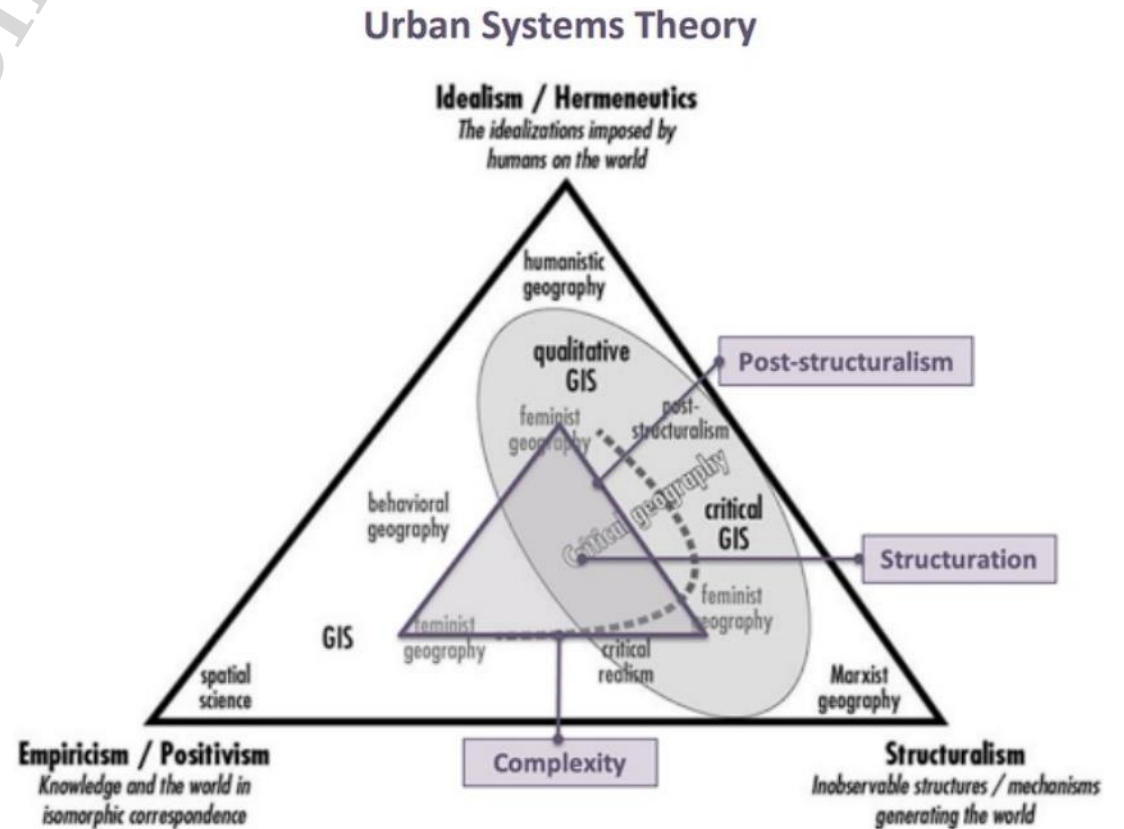 Urban Systems Theory
Idealism / Hermeneutics
The idealizations imposed by
humans on the world
humanistic
geography
qualitative
GIS
Post-structuralism
feminist
geography
post-
structuralism
Critical geography
behavioral
geography
critical
GIS
Structuration
feminist
geography
GIS
feminist
geography
critical
realism
spatial
science
Marxist
geography
Empiricism / Positivism
Knowledge and the world in
isomorphic correspondence
Complexity
Structuralism
Inobservable structures / mechanisms
generating the world